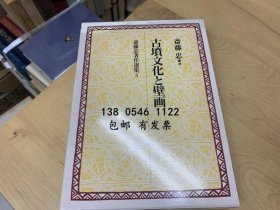 斎藤 忠 著
古墳文化と壁画
斎藤忠著作選集 3
138 0546 1122
包邮 有发票